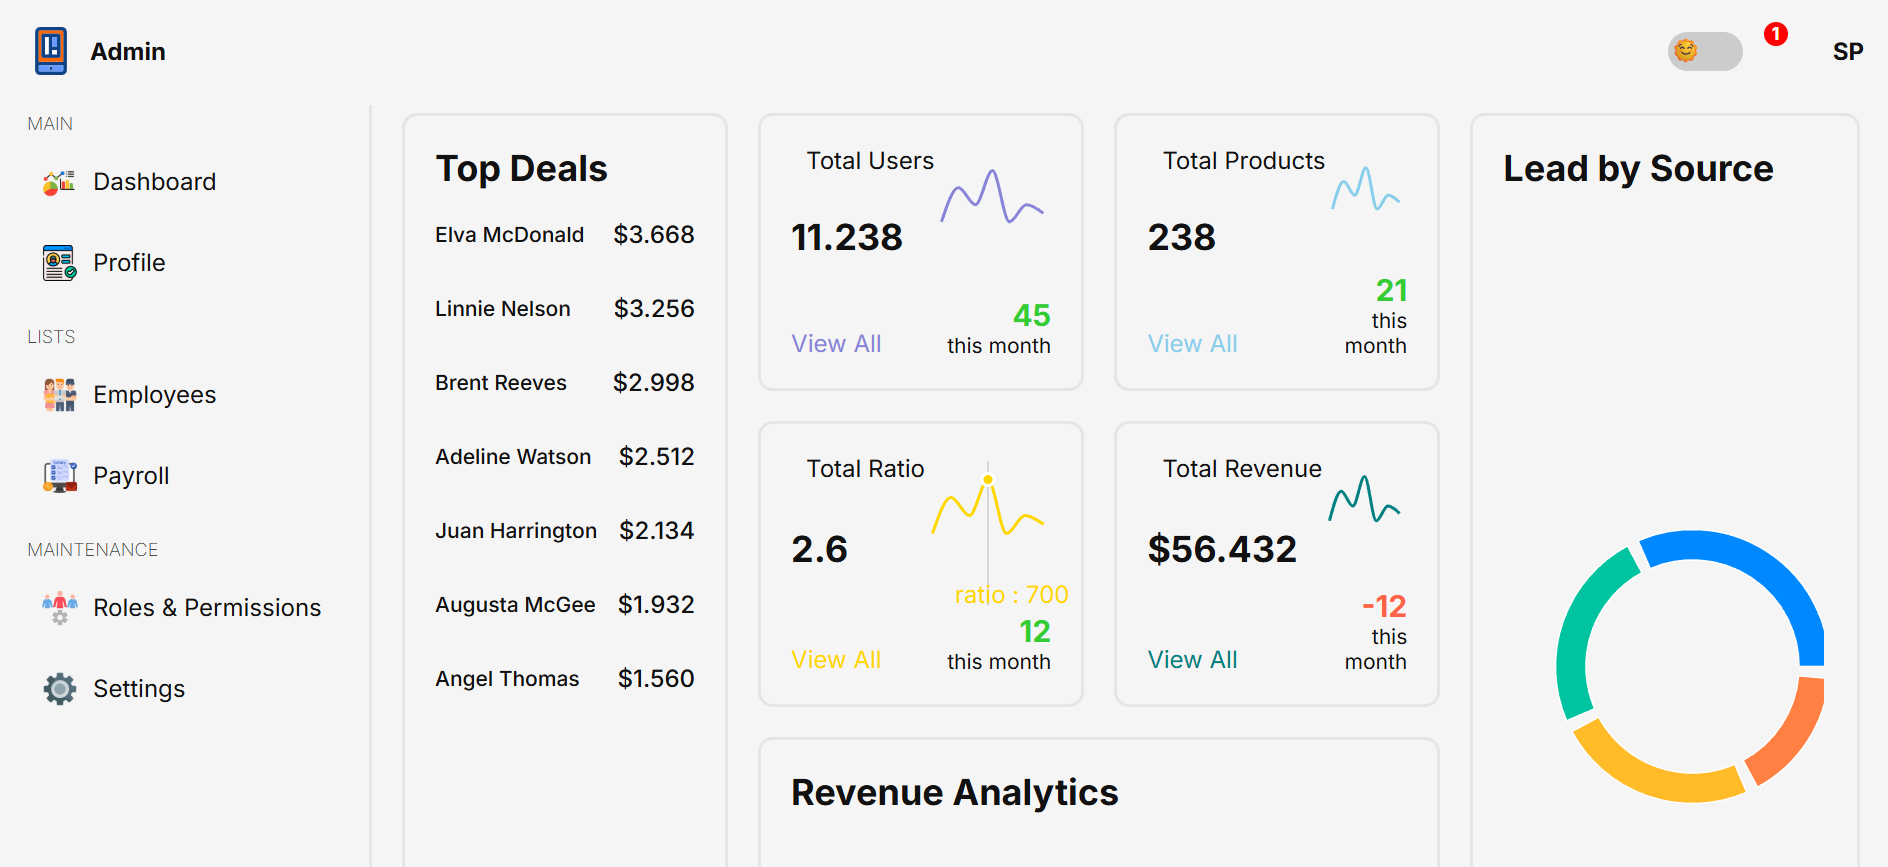 Admin
1
SP
MAIN
Dashboard
Profile
LISTS
Employees
Payroll
MAINTENANCE
Roles & Permissions
Settings
Top Deals
Elva McDonald $3.668
Linnie Nelson $3.256
Brent Reeves $2.998
Adeline Watson $2.512
Juan Harrington $2.134
Augusta McGee $1.932
Angel Thomas $1.560
Total Users
11.238
45
View All this month
Total Products
238
21
this
View All month
Total Ratio
2.6
ratio : 700
12
View All this month
Total Revenue
$56.432
-12
this
View All month
Revenue Analytics
Lead by Source